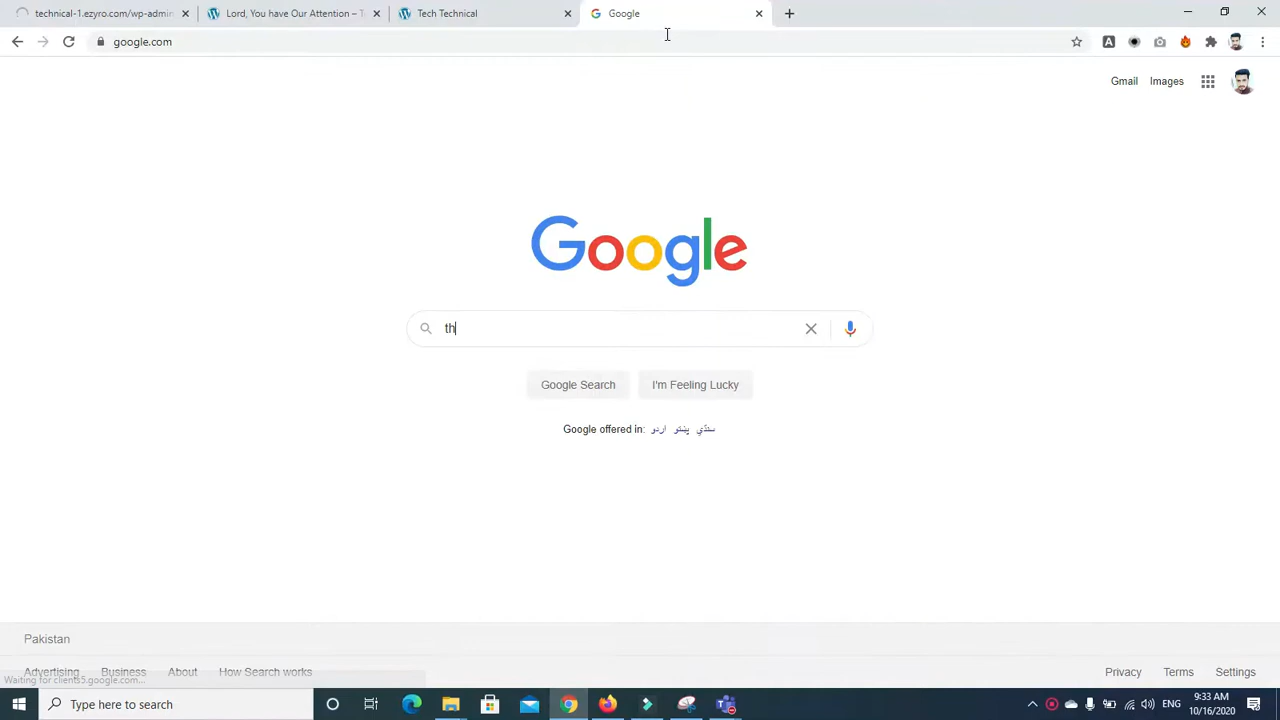 technical-1.ezyro.com/wp-admin
Lord, You have Our Attention – T
Tech Technical
Google
google.com
Gmail Images
Google
th
Google Search I'm Feeling Lucky
Google offered in: اردو پښتو سنڌي
Pakistan
Advertising Business About How Search works Privacy Terms Settings
Waiting for clients5.google.com...
Type here to search
ENG
9:33 AM
10/16/2020